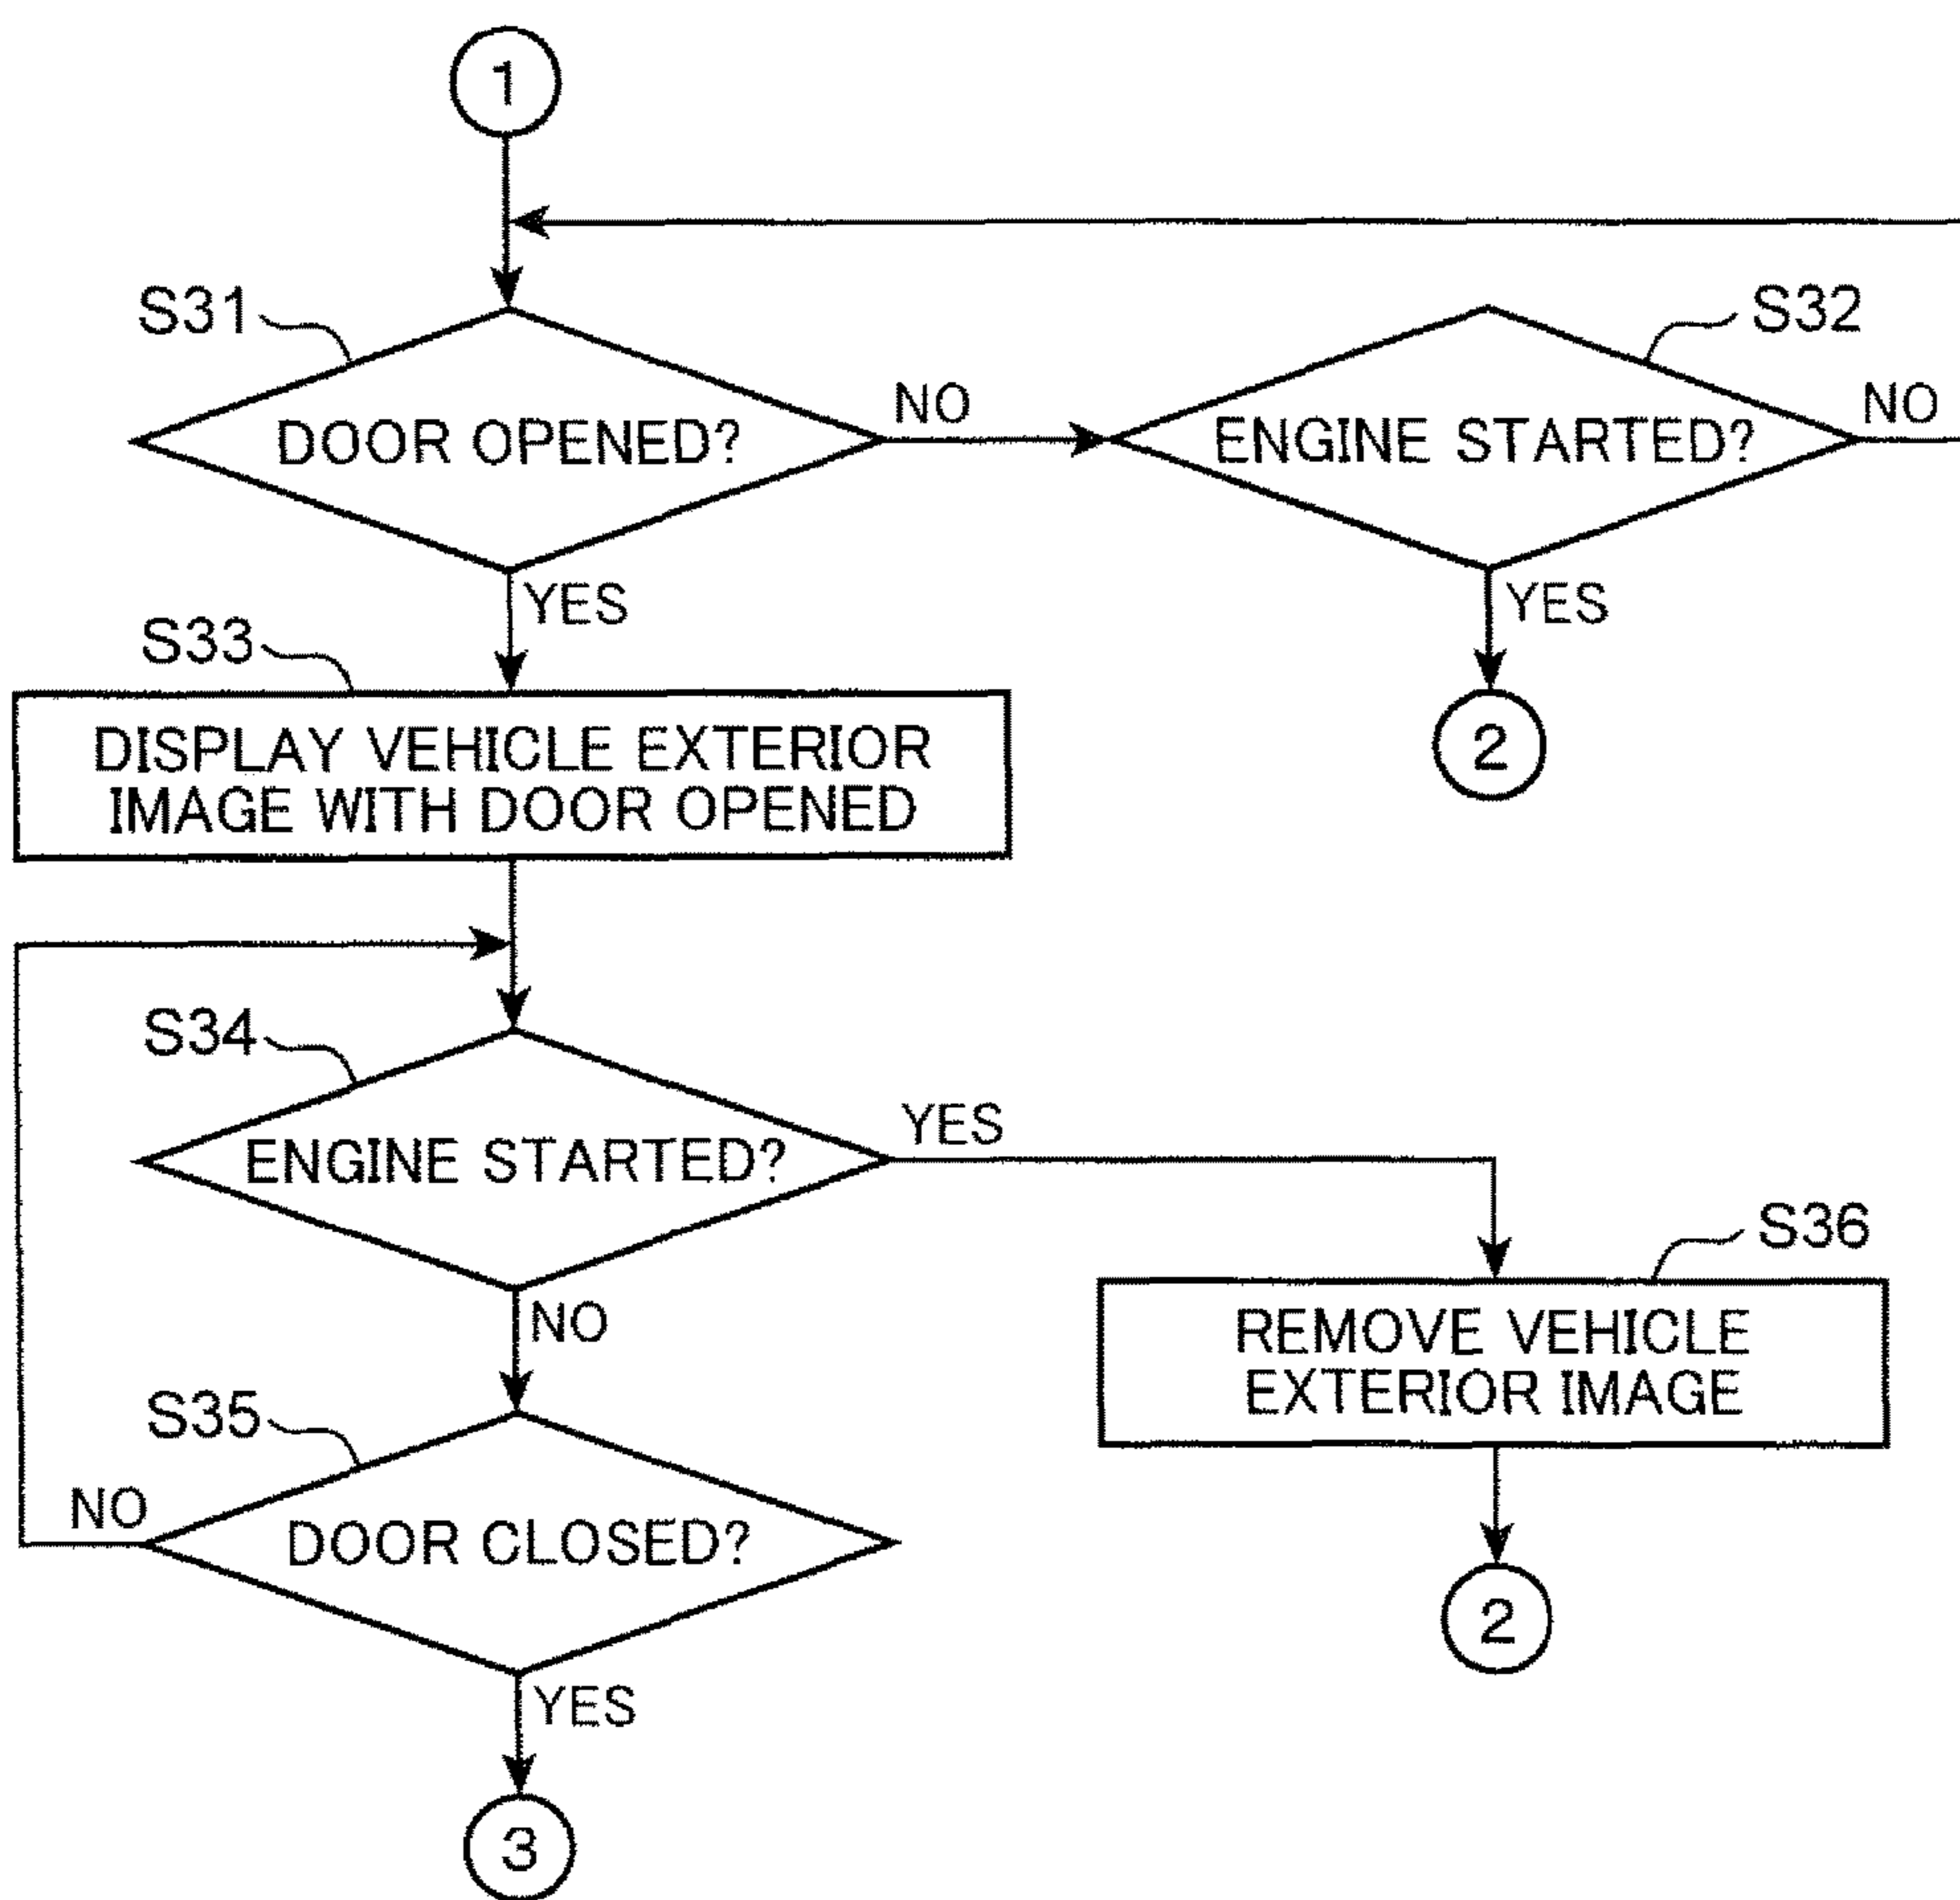 1
S31
S32
DOOR OPENED?
NO
ENGINE STARTED?
NO
YES
YES
S33
DISPLAY VEHICLE EXTERIOR
IMAGE WITH DOOR OPENED
2
S34
ENGINE STARTED?
YES
NO
S36
REMOVE VEHICLE
EXTERIOR IMAGE
S35
NO
DOOR CLOSED?
2
YES
3